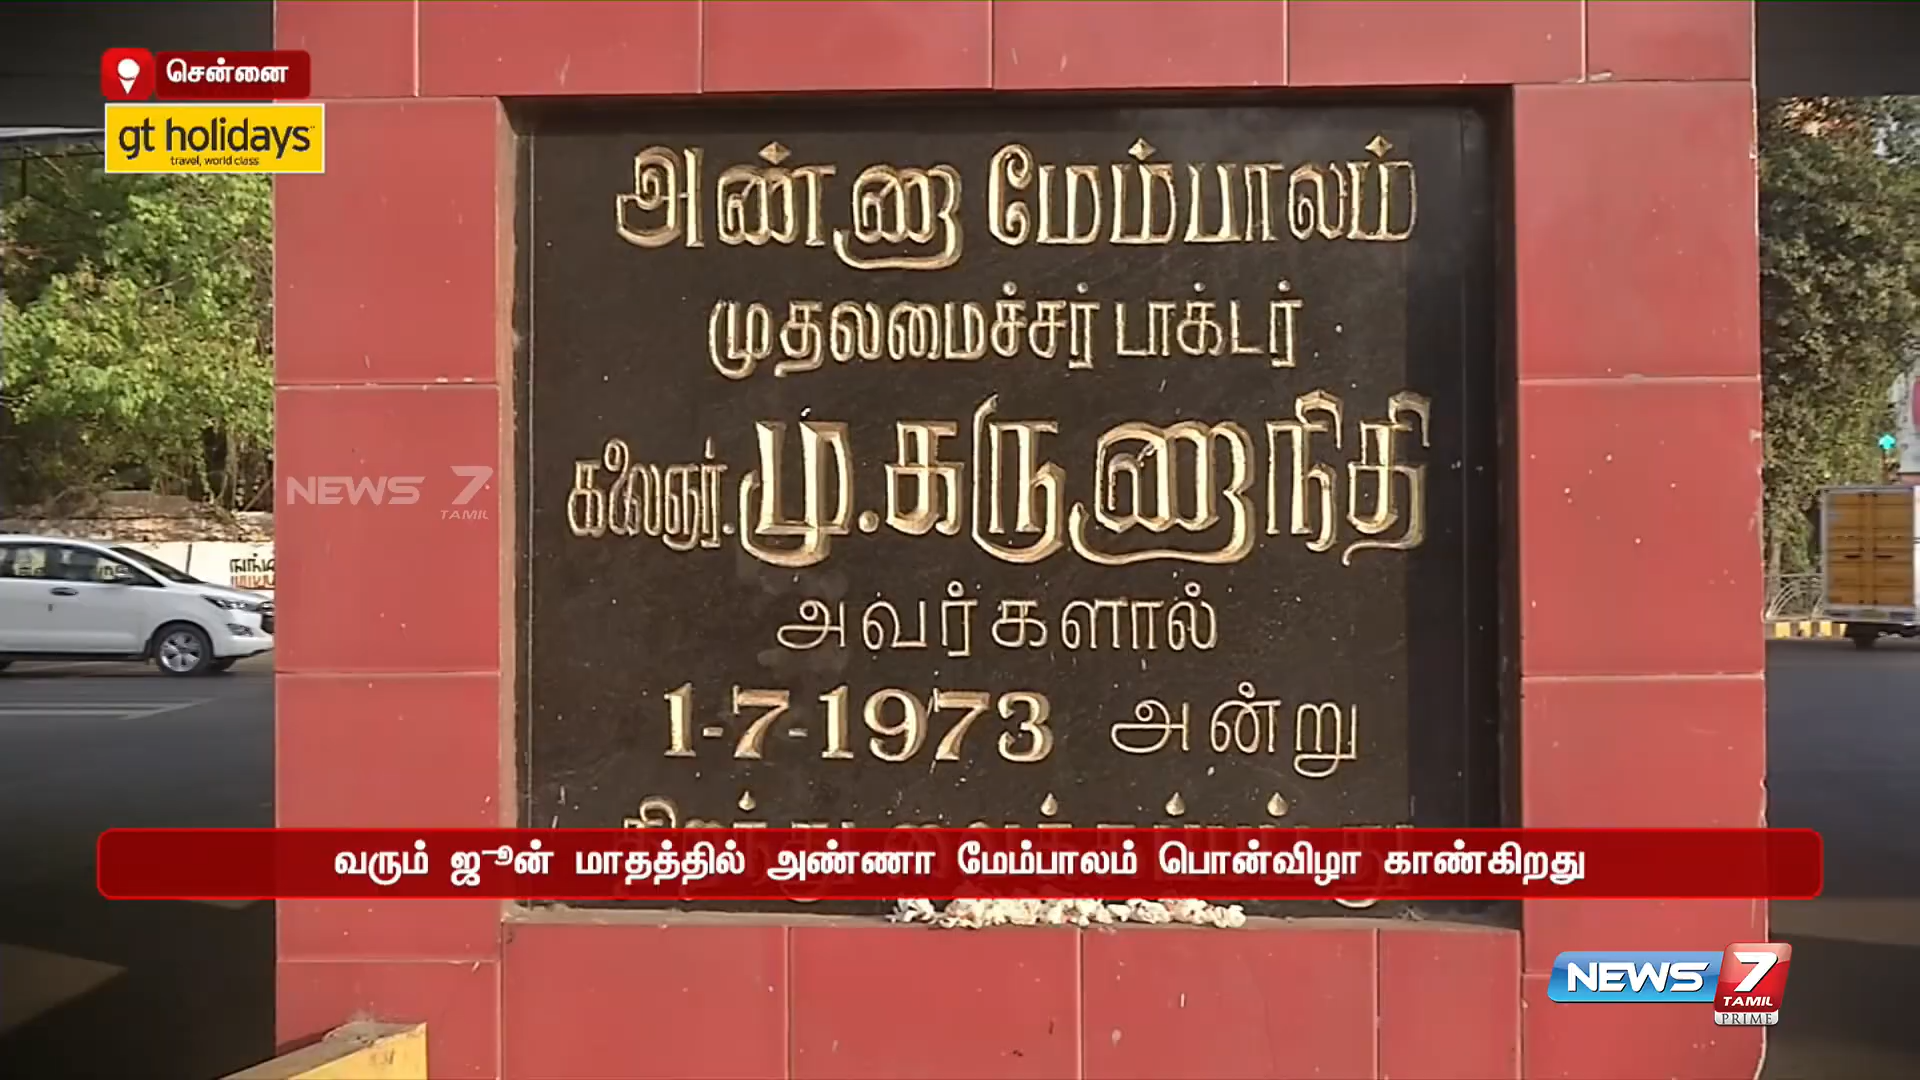 சென்னை
gt holidays
travel, world class
அண்ணா மேம்பாலம்
முதலமைச்சர் டாக்டர்
கலைஞர். மு.கருணாநிதி
அவர்களால்
1-7-1973 அன்று
NEWS 7
TAMIL
வரும் ஜூன் மாதத்தில் அண்ணா மேம்பாலம் பொன்விழா காண்கிறது
NEWS 7
TAMIL
PRIME